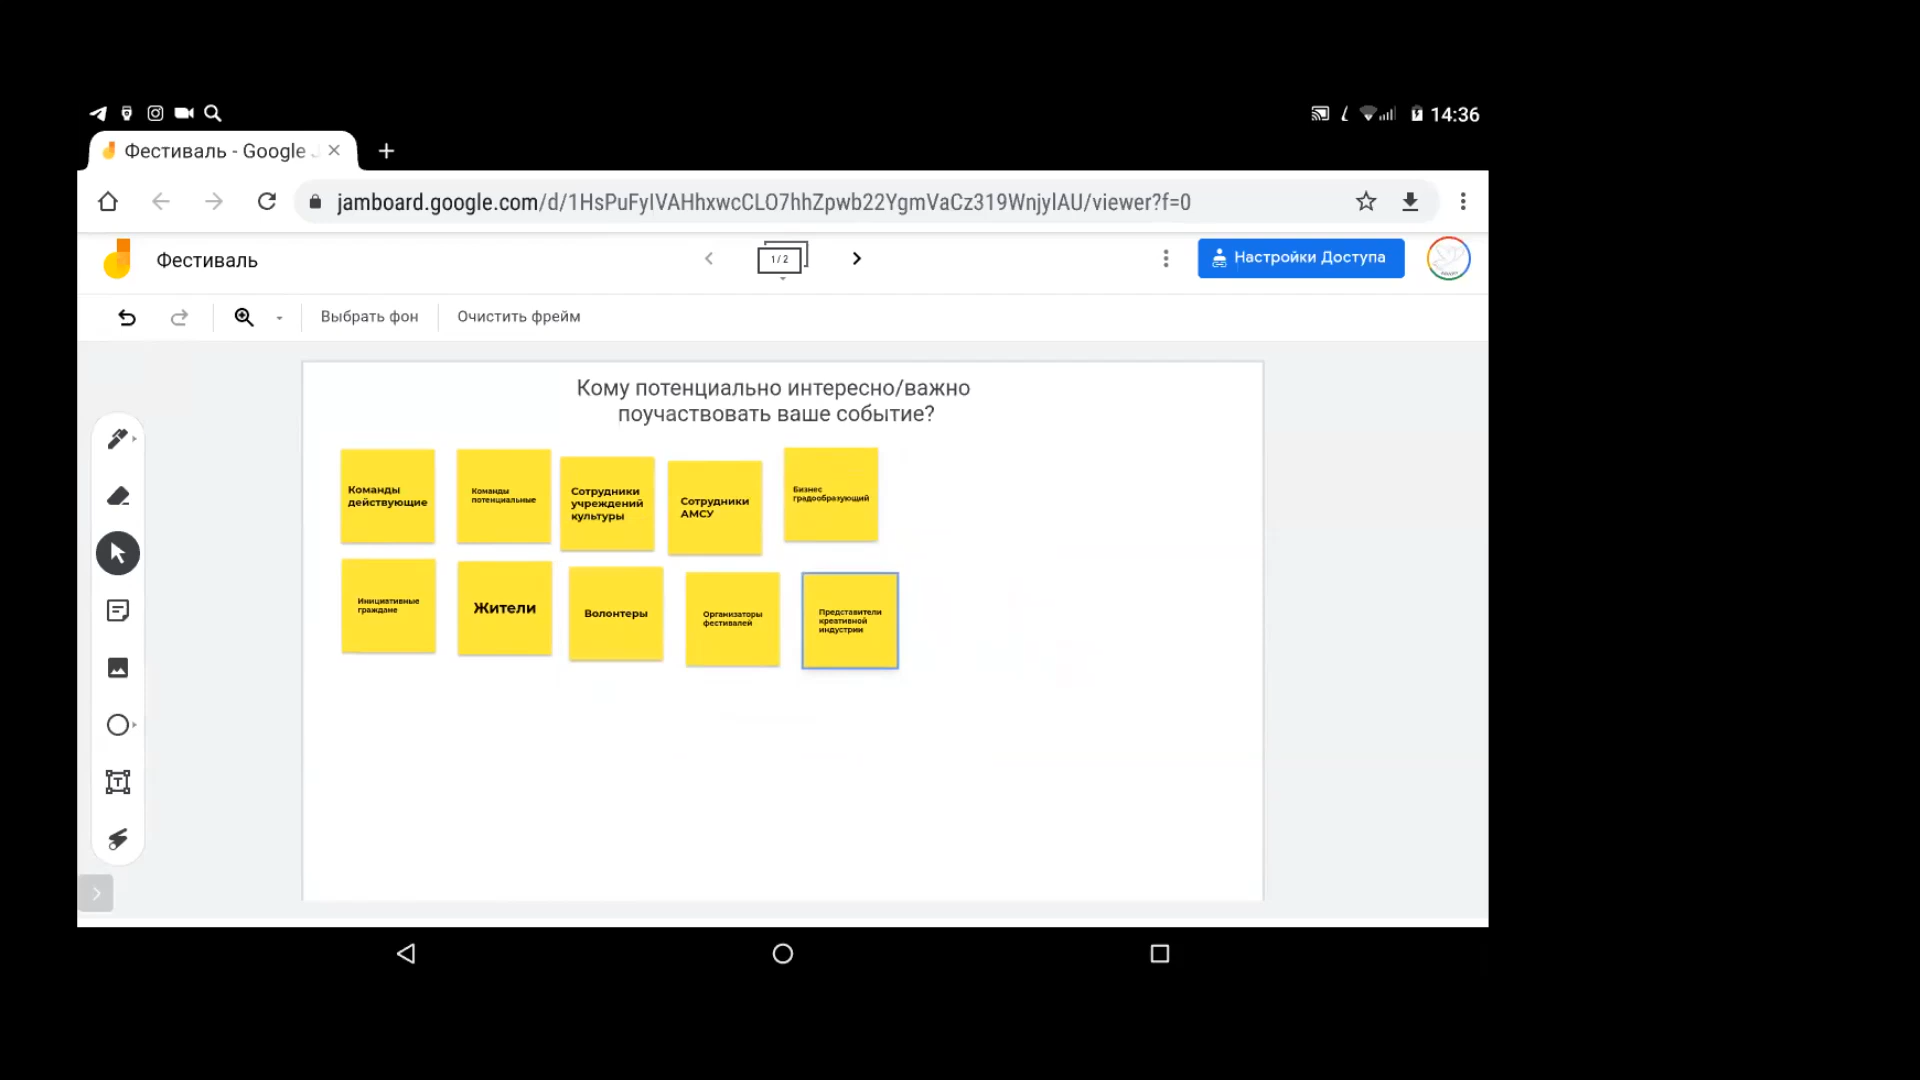 14:36
Фестиваль - Google J
jamboard.google.com/d/1HsPuFyIVAHhxwcCLO7hhZpwb22YgmVaCz319WnjylAU/viewer?f=0
Фестиваль
1 / 2
Настройки Доступа
Выбрать фон
Очистить фрейм
Кому потенциально интересно/важно
поучаствовать ваше событие?
Команды
действующие
Команды
потенциальные
Сотрудники
учреждений
культуры
Сотрудники
АМСУ
Бизнес
градообразующий
Инициативные
граждане
Жители
Волонтеры
Организаторы
фестивалей
Представители
креативной
индустрии